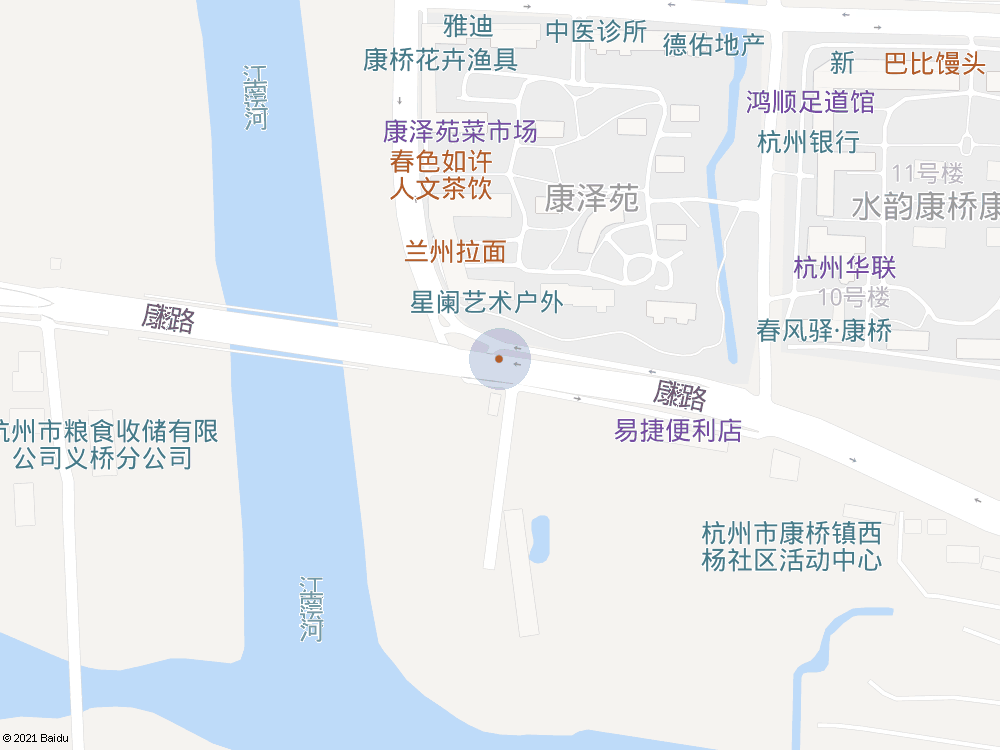 雅迪
中医诊所
德佑地产
康桥花卉渔具
新
巴比馒头
江南运河
鸿顺足道馆
康泽苑菜市场
杭州银行
春色如许
人文茶饮
11号楼
康泽苑
水韵康桥康
兰州拉面
杭州华联
10号楼
星阑艺术户外
康桥路
春风驿·康桥
康桥路
易捷便利店
杭州市粮食收储有限
公司义桥分公司
杭州市康桥镇西
杨社区活动中心
江南运河
© 2021 Baidu